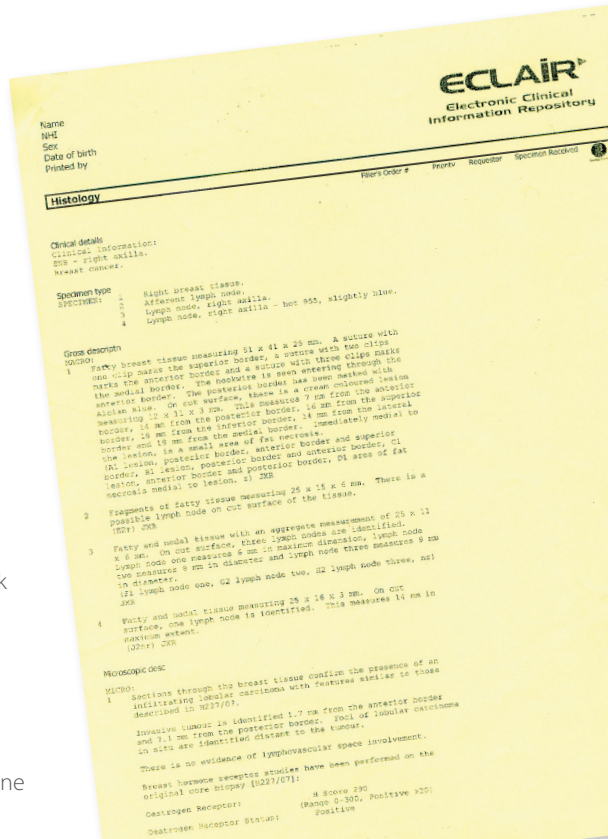 ECLAIR
Electronic Clinical
Information Repository
Name
NHI
Sex
Date of birth
Printed by
Filler's Order # Priority Requestor Specimen Received
Histology
Clinical details
Clinical Information:
SNB - right axilla.
Breast cancer.
Specimen type
SPECIMEN: 1 Right breast tissue.
2 Afferent lymph node.
3 Lymph node, right axilla.
4 Lymph node, right axilla - hot 955, slightly blue.
Gross descriptn
MACRO:
1 Fatty breast tissue measuring 51 x 41 x 25 mm. A suture with
one clip marks the superior border, a suture with two clips
marks the anterior border and a suture with three clips marks
the medial border. The hookwire is seen entering through the
anterior border. The posterior border has been marked with
Alcian Blue. On cut surface, there is a cream coloured lesion
measuring 12 x 11 x 3 mm. This measures 7 mm from the anterior
border, 14 mm from the posterior border, 16 mm from the superior
border, 18 mm from the inferior border, 14 mm from the lateral
border and 19 mm from the medial border. Immediately medial to
the lesion, is a small area of fat necrosis.
(A1 lesion, posterior border, anterior border and superior
border, B1 lesion, posterior border and anterior border, C1
lesion, anterior border and posterior border, D1 area of fat
necrosis medial to lesion, s) JXR
2 Fragments of fatty tissue measuring 25 x 15 x 6 mm. There is a
possible lymph node on cut surface of the tissue.
JXR
3 Fatty and nodal tissue with an aggregate measurement of 25 x 12
x 6 mm. On cut surface, three lymph nodes are identified.
Lymph node one measures 6 mm in maximum dimension, lymph node
two measures 8 mm in diameter and lymph node three measures 9 mm
in diameter.
lymph node one, G2 lymph node two, H2 lymph node three,
JXR
4 Fatty and nodal tissue measuring 25 x 16 x 3 mm. On cut
surface, one lymph node is identified. This measures 14 mm in
maximum extent.
JXR
k
Microscopic desc
MICRO:
1 Sections through the breast tissue confirm the presence of an
infiltrating lobular carcinoma with features similar to those
described in H227/07.
Invasive tumour is identified 1.7 mm from the anterior border
and 7.1 mm from the posterior border. Foci of lobular carcinoma
in situ are identified distant to the tumour.
There is no evidence of lymphovascular space involvement.
ne
Breast hormone receptor studies have been performed on the
original core biopsy [H227/07]:
Oestrogen Receptor: H Score 290
(Range 0-300, Positive >20)
Oestrogen Receptor Status: Positive